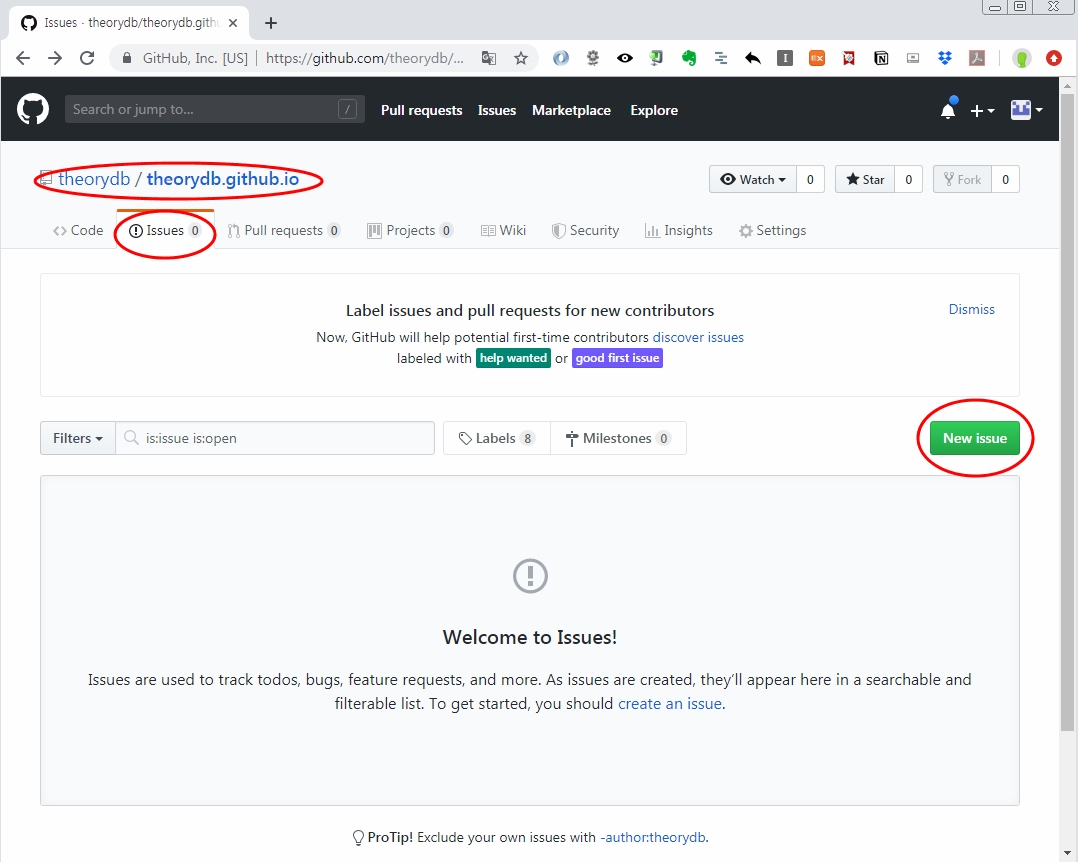 Issues · theorydb/theorydb.gith
GitHub, Inc. [US] | https://github.com/theorydb/...
Search or jump to... /
Pull requests Issues Marketplace Explore
theorydb / theorydb.github.io
Watch 0 Star 0 Fork 0
Code Issues 0 Pull requests 0 Projects 0 Wiki Security Insights Settings
Label issues and pull requests for new contributors
Dismiss
Now, GitHub will help potential first-time contributors discover issues
labeled with help wanted or good first issue
Filters is:issue is:open Labels 8 Milestones 0 New issue
Welcome to Issues!
Issues are used to track todos, bugs, feature requests, and more. As issues are created, they’ll appear here in a searchable and
filterable list. To get started, you should create an issue.
ProTip! Exclude your own issues with -author:theorydb.